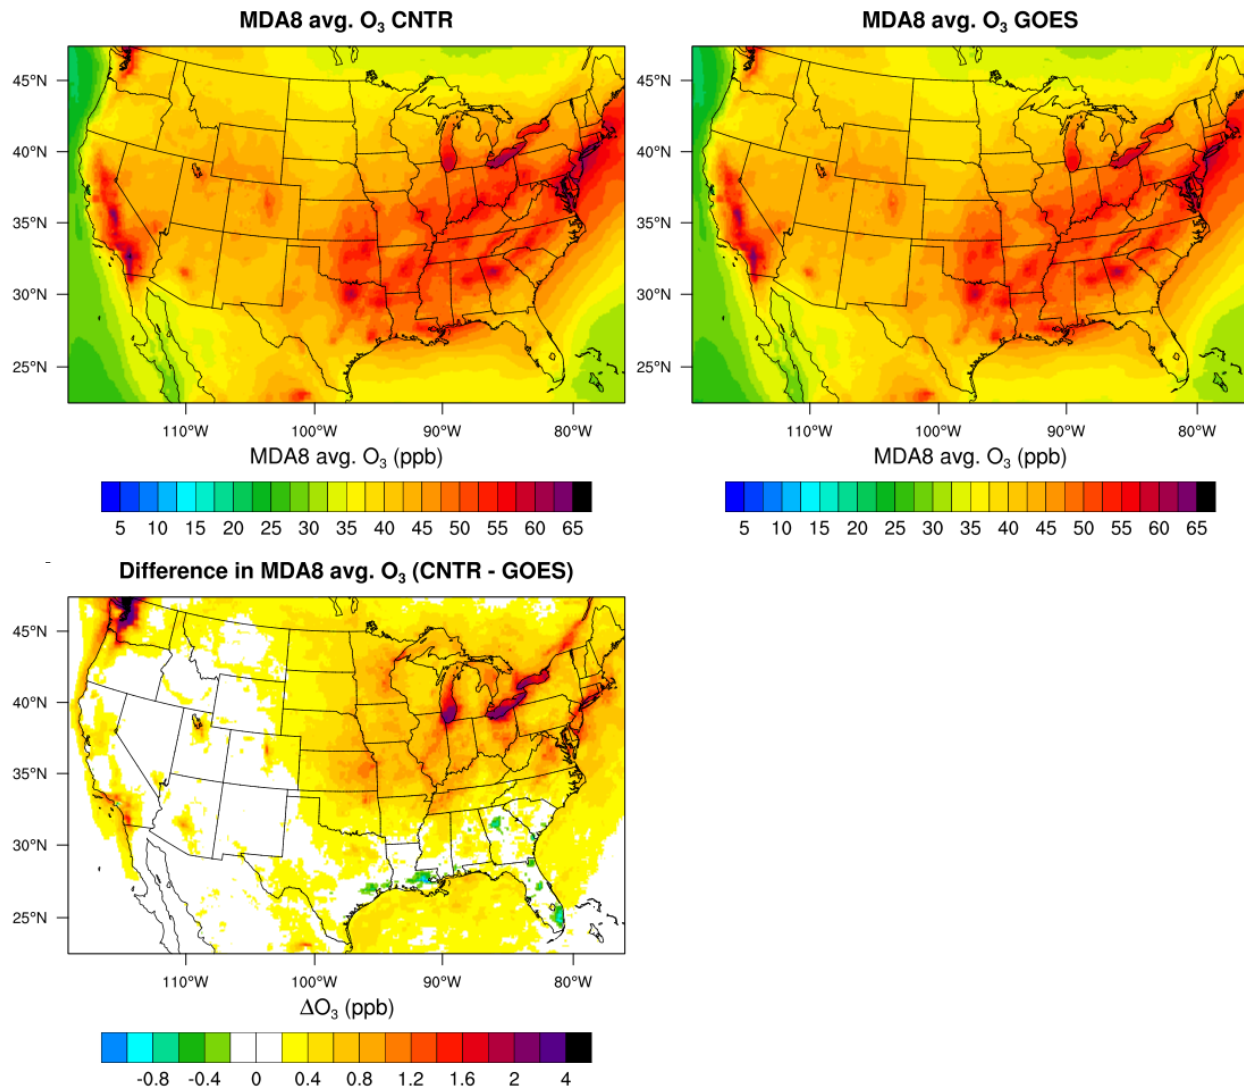 MDA8 avg. O₃ CNTR
45°N
40°N
35°N
30°N
25°N
110°W 100°W 90°W 80°W
MDA8 avg. O₃ (ppb)
5 10 15 20 25 30 35 40 45 50 55 60 65
MDA8 avg. O₃ GOES
45°N
40°N
35°N
30°N
25°N
110°W 100°W 90°W 80°W
MDA8 avg. O₃ (ppb)
5 10 15 20 25 30 35 40 45 50 55 60 65
Difference in MDA8 avg. O₃ (CNTR - GOES)
45°N
40°N
35°N
30°N
25°N
110°W 100°W 90°W 80°W
ΔO₃ (ppb)
-0.8 -0.4 0 0.4 0.8 1.2 1.6 2 4